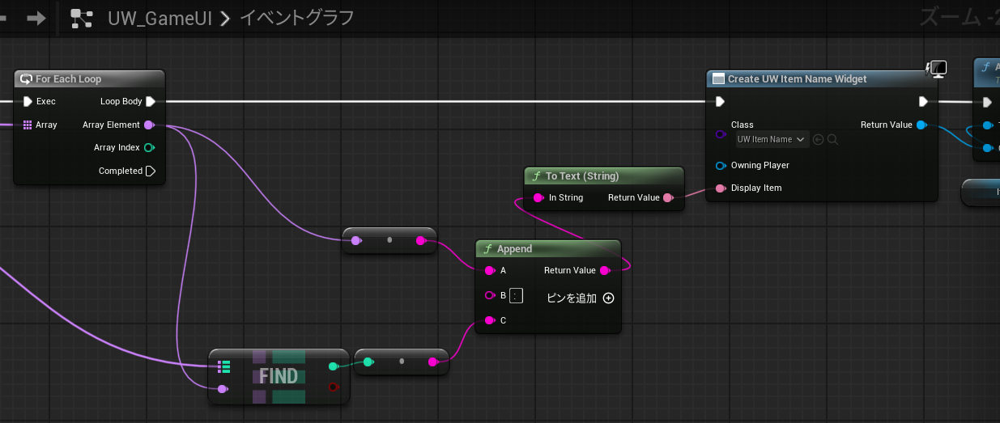 UW_GameUI > イベントグラフ
ズーム -2
For Each Loop
Exec
Loop Body
Array
Array Element
Array Index
Completed
Create UW Item Name Widget
Class
Return Value
UW Item Name
Owning Player
Display Item
To Text (String)
In String
Return Value
Append
A
Return Value
B :
ピンを追加
C
FIND